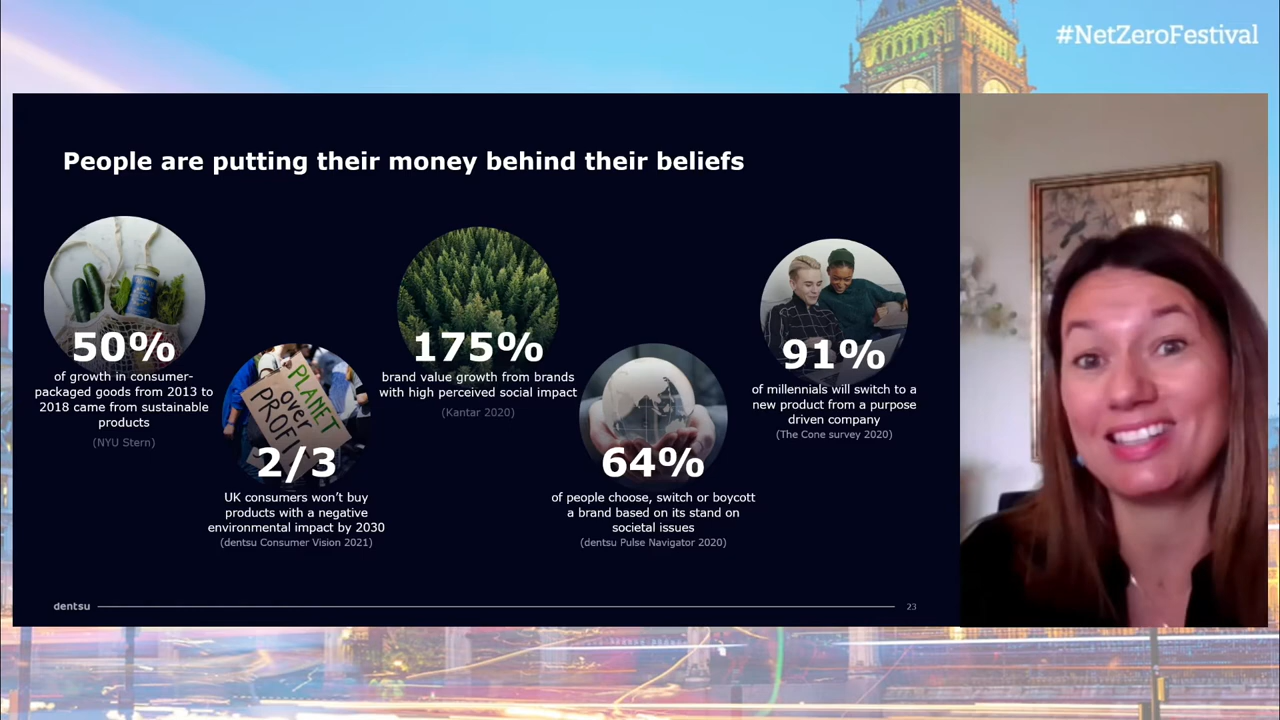 #NetZeroFestival
People are putting their money behind their beliefs
50%
of growth in consumer-
packaged goods from 2013 to
2018 came from sustainable
products
(NYU Stern)
PLANET
over
PROFIT
2/3
UK consumers won’t buy
products with a negative
environmental impact by 2030
(dentsu Consumer Vision 2021)
175%
brand value growth from brands
with high perceived social impact
(Kantar 2020)
64%
of people choose, switch or boycott
a brand based on its stand on
societal issues
(dentsu Pulse Navigator 2020)
91%
of millennials will switch to a
new product from a purpose
driven company
(The Cone survey 2020)
dentsu
23